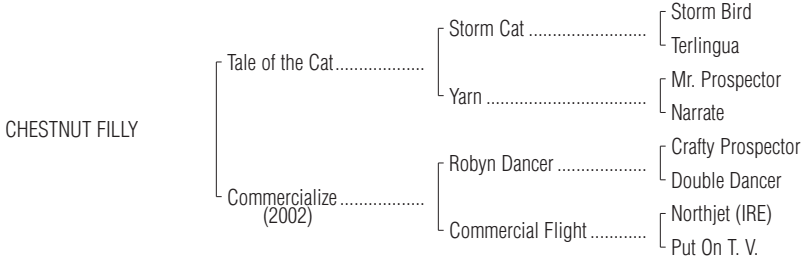 Storm Bird
Storm Cat ..........................
Terlingua
Tale of the Cat....................
Mr. Prospector
Yarn ...................................
Narrate
CHESTNUT FILLY
Crafty Prospector
Robyn Dancer ....................
Double Dancer
Commercialize ...................
(2002)
Northjet (IRE)
Commercial Flight ............
Put On T. V.